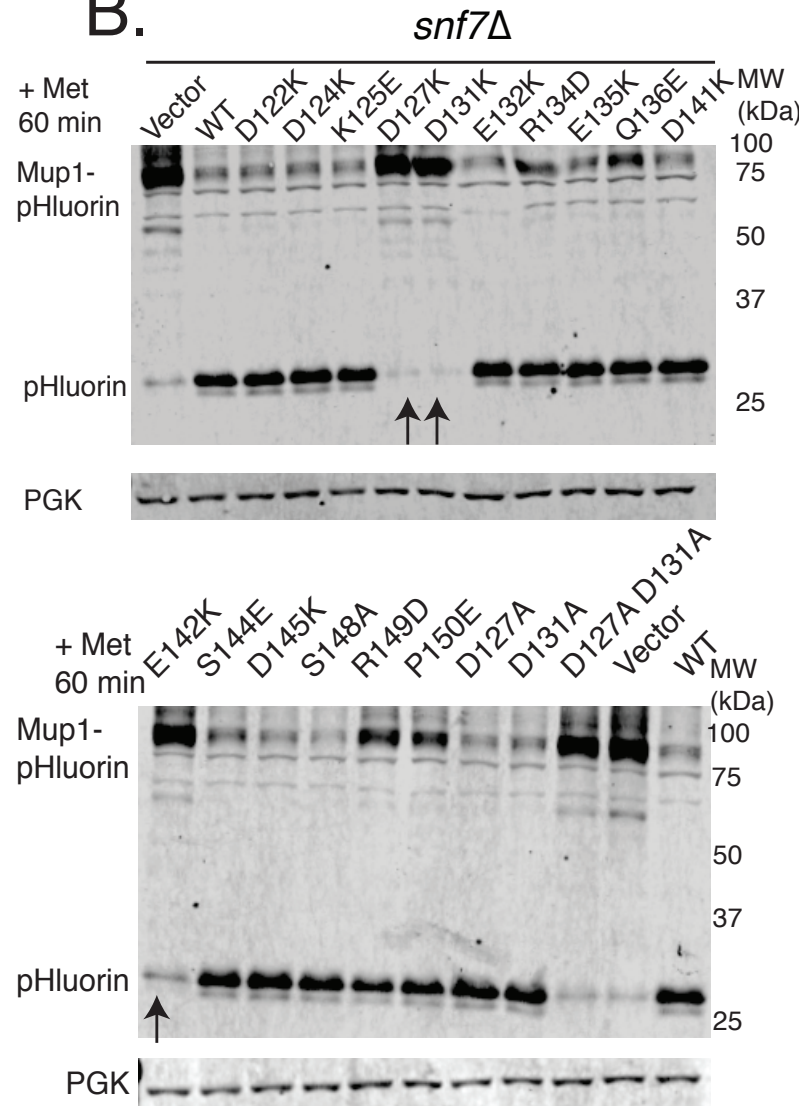 B.
snf7Δ
+ Met
60 min
Vector WT D122K D124K K125E D127K D131K E132K R134D E135K Q136E D141K
MW
(kDa)
Mup1-
pHluorin
100
75
50
37
pHluorin
25
PGK
+ Met
60 min
E142K S144E D145K S148A R149D P150E D127A D131A D127A D131A Vector WT
MW
(kDa)
Mup1-
pHluorin
100
75
50
37
pHluorin
25
PGK